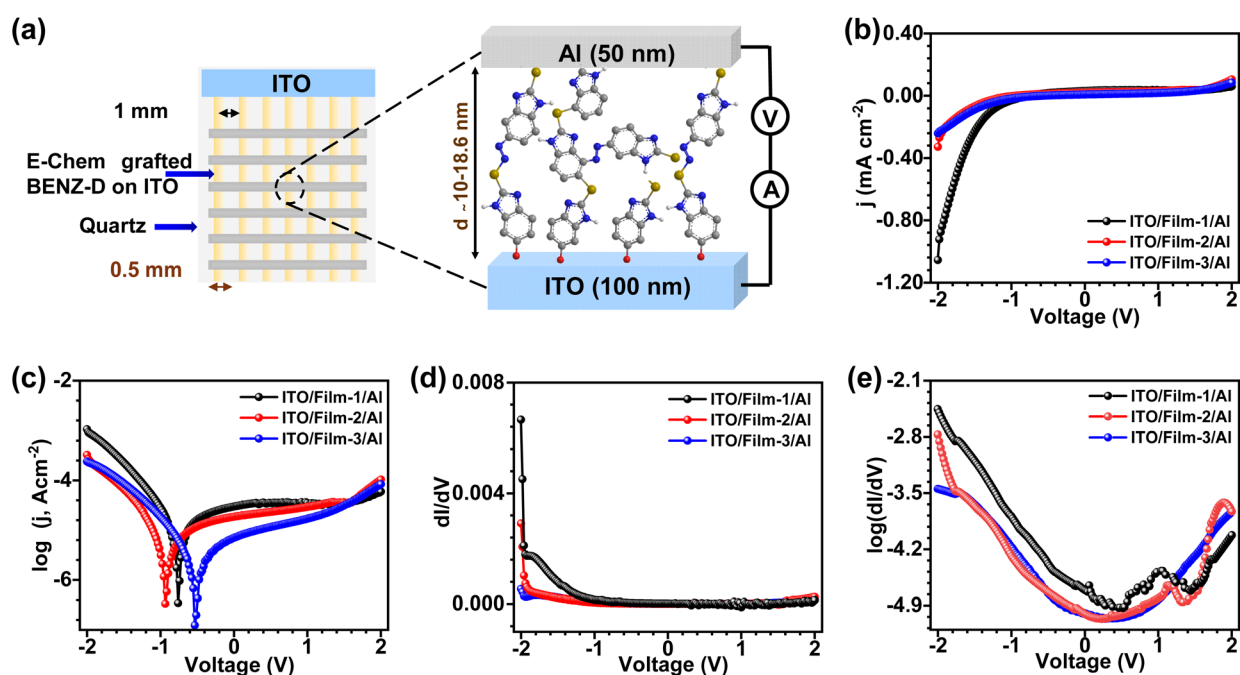 (a)
ITO
1 mm
E-Chem grafted
BENZ-D on ITO
Quartz
0.5 mm
Al (50 nm)
d ~10-18.6 nm
ITO (100 nm)
V
A
(b)
0.40
0.00
-0.40
-0.80
-1.20
j (mA cm-2)
ITO/Film-1/Al
ITO/Film-2/Al
ITO/Film-3/Al
-2 -1 0 1 2
Voltage (V)
(c)
-2
-4
-6
log (j, Acm-2)
ITO/Film-1/Al
ITO/Film-2/Al
ITO/Film-3/Al
-2 -1 0 1 2
Voltage (V)
(d)
0.008
0.004
0.000
dI/dV
ITO/Film-1/Al
ITO/Film-2/Al
ITO/Film-3/Al
-2 -1 0 1 2
Voltage (V)
(e)
-2.1
-2.8
-3.5
-4.2
-4.9
log(dI/dV)
ITO/Film-1/Al
ITO/Film-2/Al
ITO/Film-3/Al
-2 -1 0 1 2
Voltage (V)